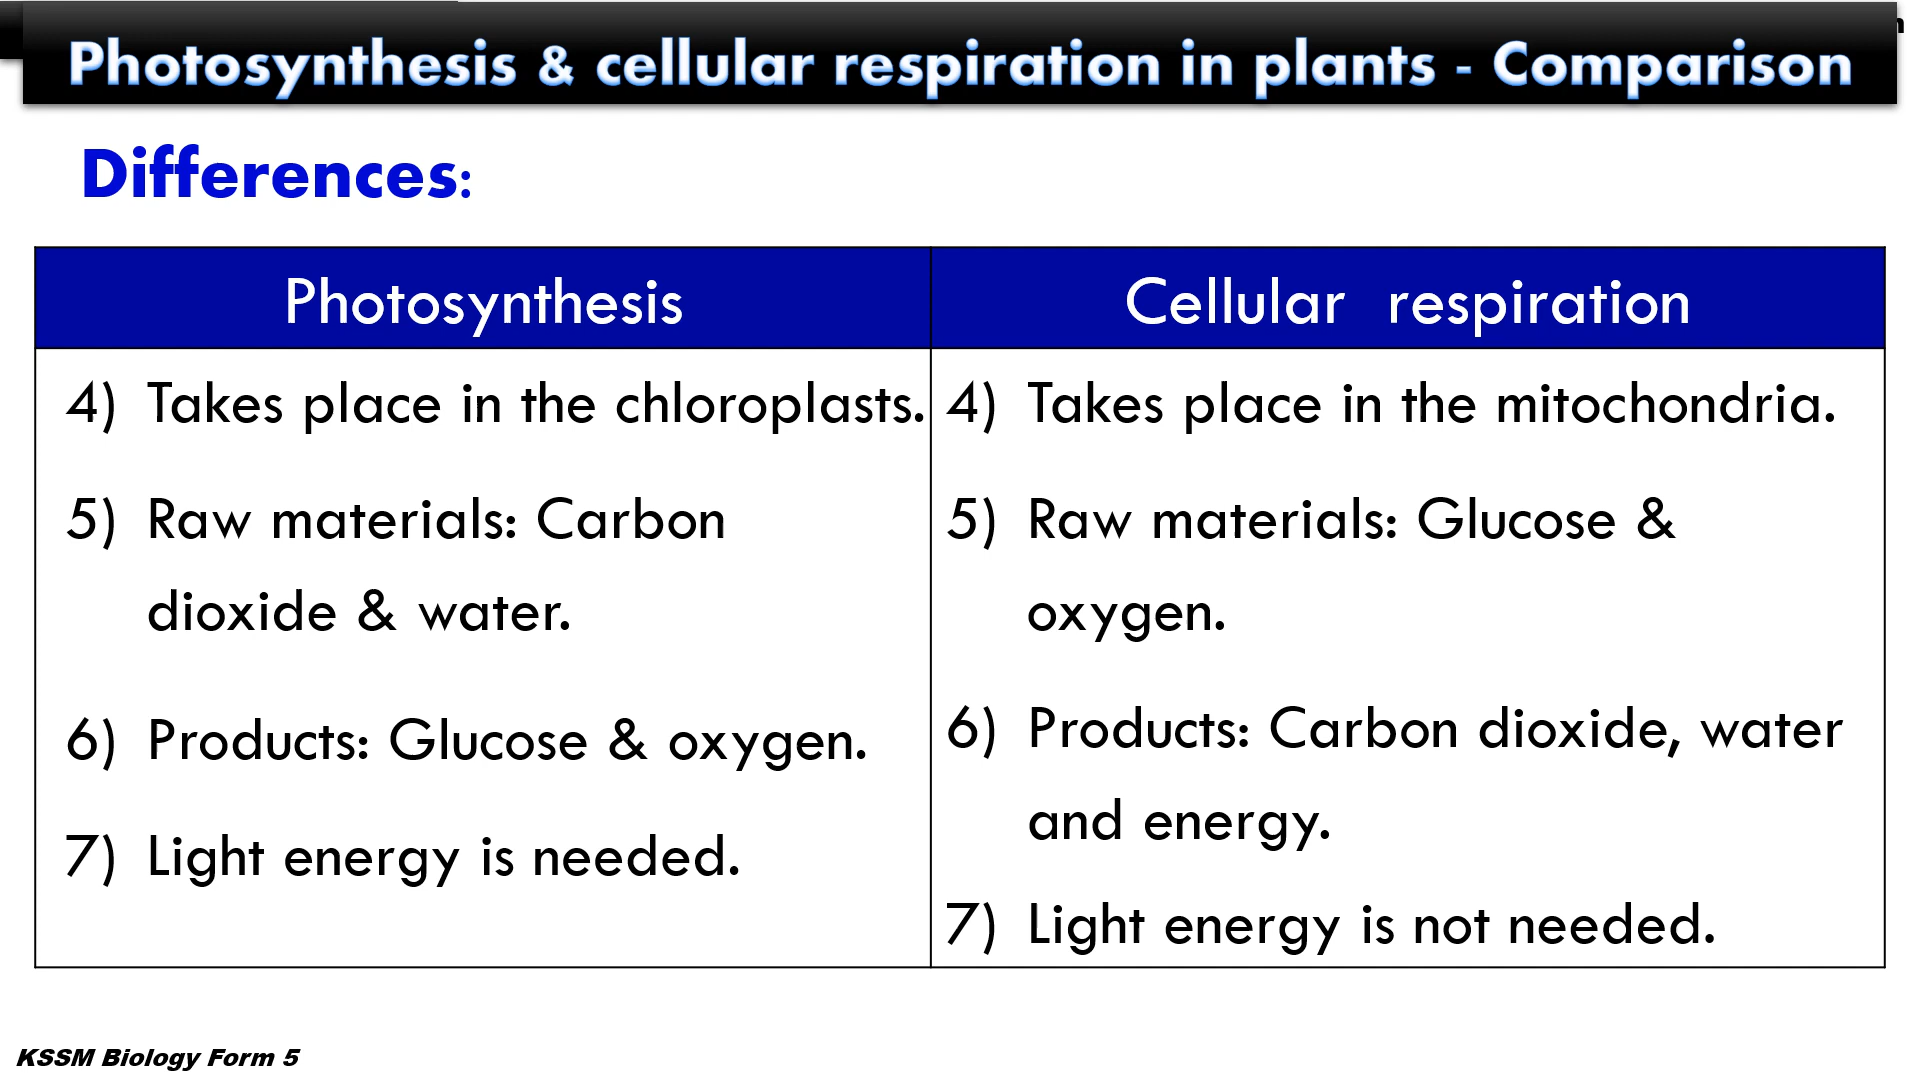 Photosynthesis & cellular respiration in plants - Comparison
Differences:
Photosynthesis
Cellular respiration
4) Takes place in the chloroplasts.
5) Raw materials: Carbon
dioxide & water.
6) Products: Glucose & oxygen.
7) Light energy is needed.
4) Takes place in the mitochondria.
5) Raw materials: Glucose &
oxygen.
6) Products: Carbon dioxide, water
and energy.
7) Light energy is not needed.
KSSM Biology Form 5